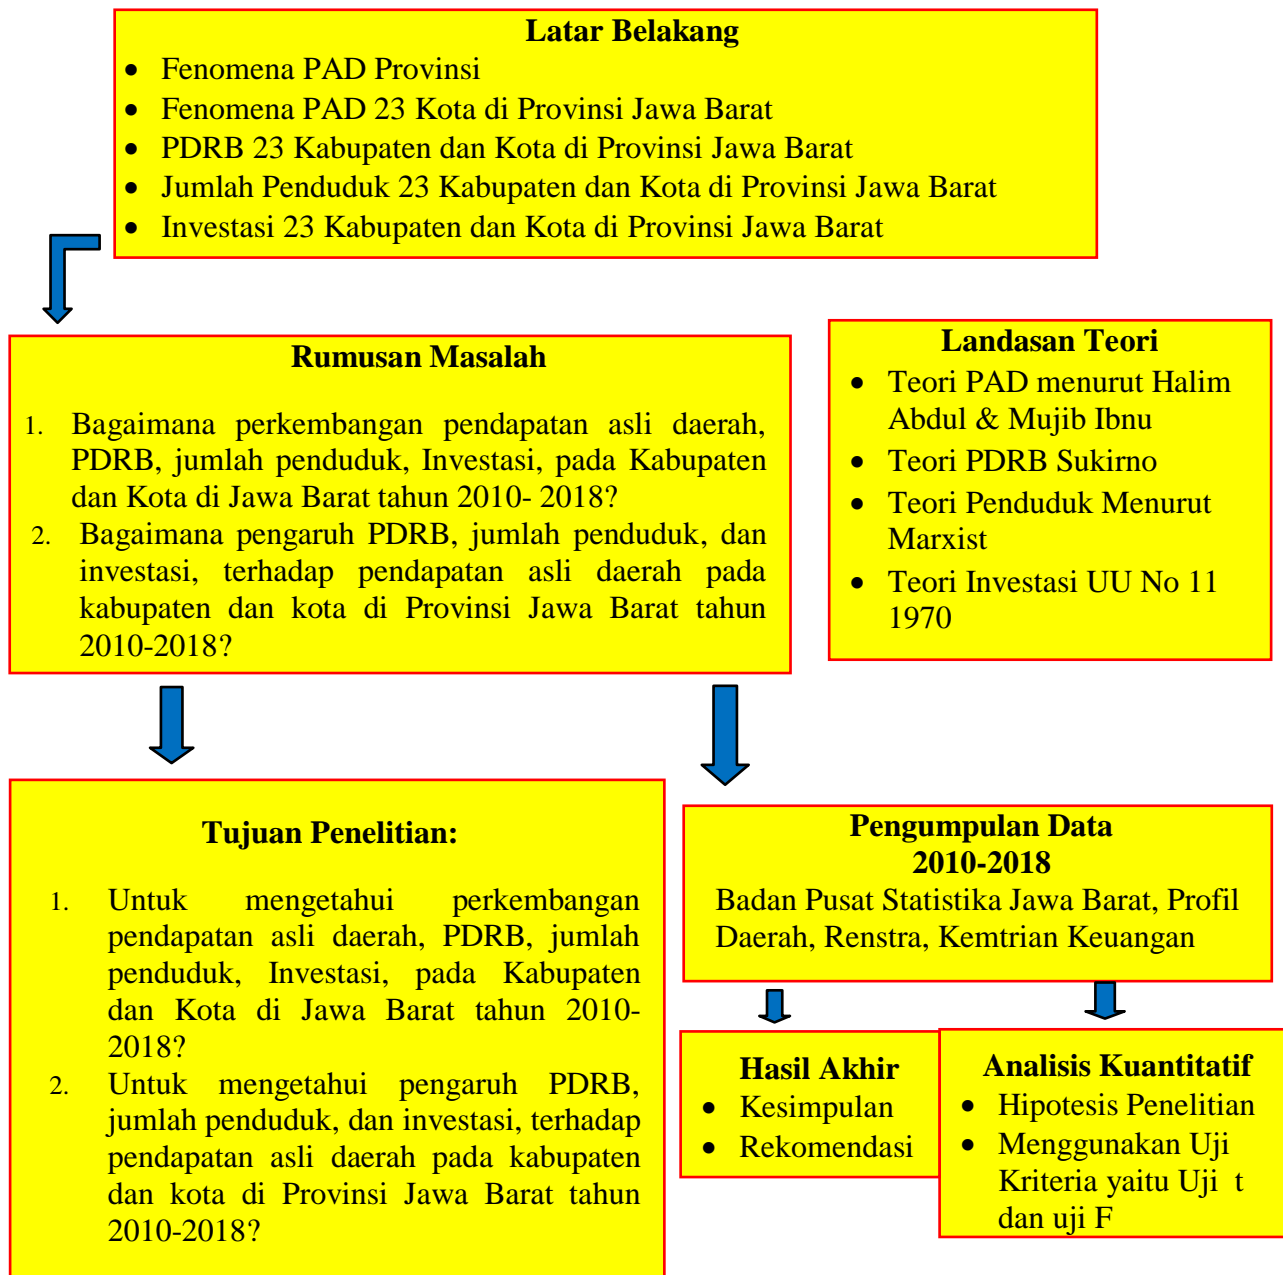 Latar Belakang
• Fenomena PAD Provinsi
• Fenomena PAD 23 Kota di Provinsi Jawa Barat
• PDRB 23 Kabupaten dan Kota di Provinsi Jawa Barat
• Jumlah Penduduk 23 Kabupaten dan Kota di Provinsi Jawa Barat
• Investasi 23 Kabupaten dan Kota di Provinsi Jawa Barat
Rumusan Masalah
1. Bagaimana perkembangan pendapatan asli daerah,
PDRB, jumlah penduduk, Investasi, pada Kabupaten
dan Kota di Jawa Barat tahun 2010- 2018?
2. Bagaimana pengaruh PDRB, jumlah penduduk, dan
investasi, terhadap pendapatan asli daerah pada
kabupaten dan kota di Provinsi Jawa Barat tahun
2010-2018?
Landasan Teori
• Teori PAD menurut Halim
Abdul & Mujib Ibnu
• Teori PDRB Sukirno
• Teori Penduduk Menurut
Marxist
• Teori Investasi UU No 11
1970
Tujuan Penelitian:
1. Untuk mengetahui perkembangan
pendapatan asli daerah, PDRB, jumlah
penduduk, Investasi, pada Kabupaten
dan Kota di Jawa Barat tahun 2010-
2018?
2. Untuk mengetahui pengaruh PDRB,
jumlah penduduk, dan investasi, terhadap
pendapatan asli daerah pada kabupaten
dan kota di Provinsi Jawa Barat tahun
2010-2018?
Pengumpulan Data
2010-2018
Badan Pusat Statistika Jawa Barat, Profil
Daerah, Renstra, Kemtrian Keuangan
Hasil Akhir
• Kesimpulan
• Rekomendasi
Analisis Kuantitatif
• Hipotesis Penelitian
• Menggunakan Uji
Kriteria yaitu Uji t
dan uji F